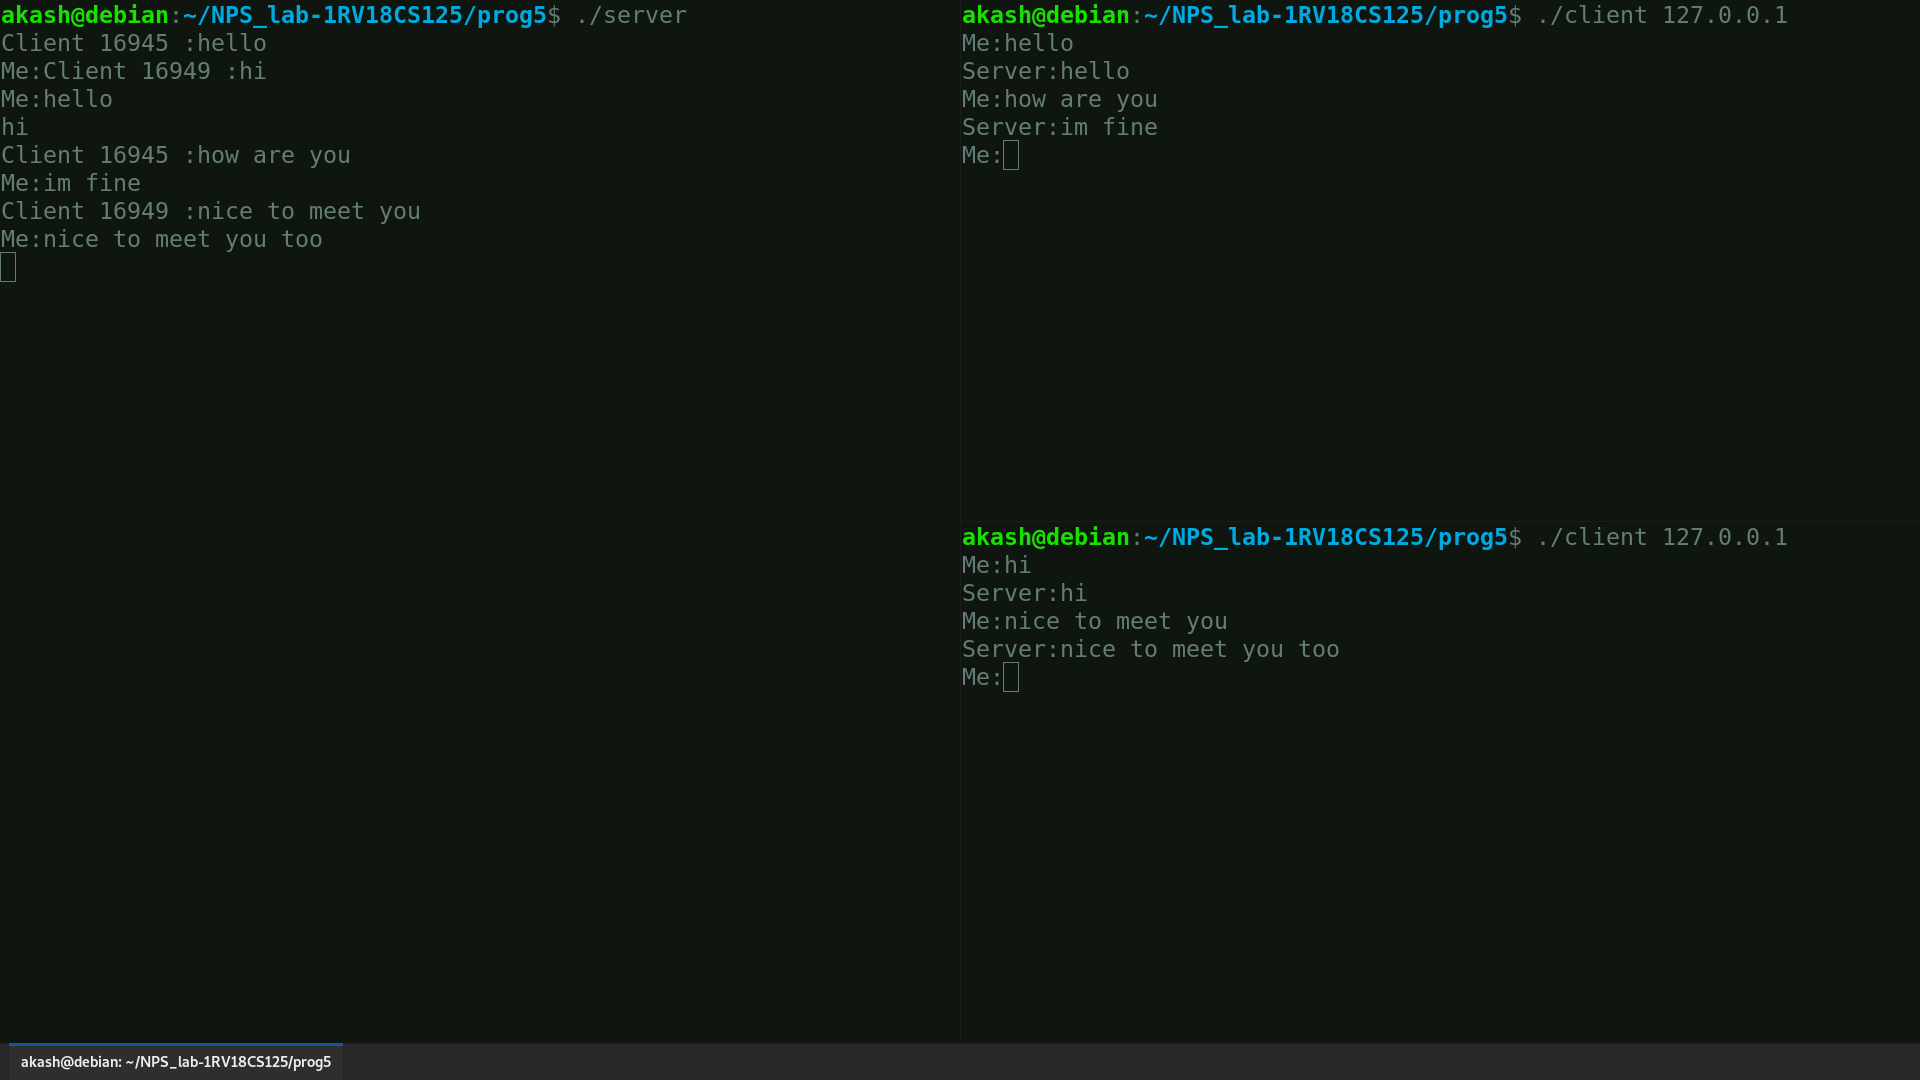 akash@debian:~/NPS_lab-1RV18CS125/prog5$ ./server
Client 16945 :hello
Me:Client 16949 :hi
Me:hello
hi
Client 16945 :how are you
Me:im fine
Client 16949 :nice to meet you
Me:nice to meet you too
akash@debian:~/NPS_lab-1RV18CS125/prog5$ ./client 127.0.0.1
Me:hello
Server:hello
Me:how are you
Server:im fine
Me:
akash@debian:~/NPS_lab-1RV18CS125/prog5$ ./client 127.0.0.1
Me:hi
Server:hi
Me:nice to meet you
Server:nice to meet you too
Me:
akash@debian: ~/NPS_lab-1RV18CS125/prog5